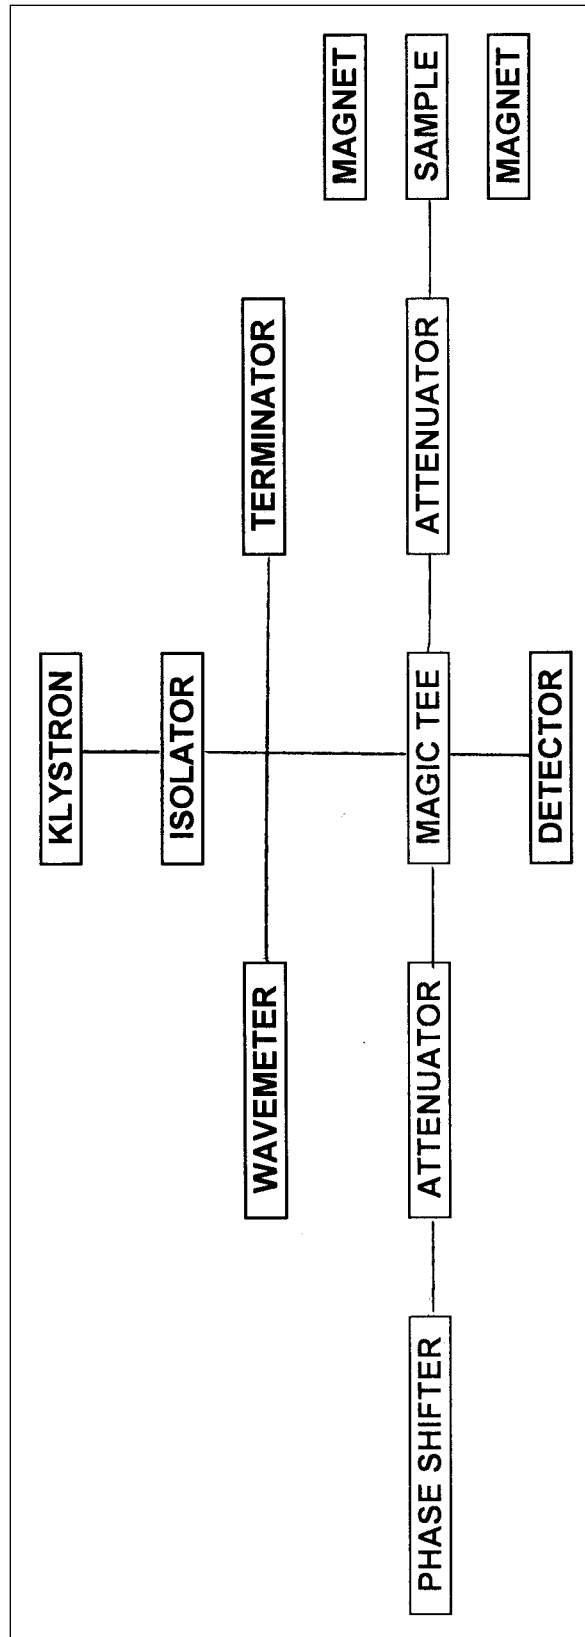 KLYSTRON
ISOLATOR
WAVEMETER
TERMINATOR
MAGNET
PHASE SHIFTER
ATTENUATOR
MAGIC TEE
ATTENUATOR
SAMPLE
MAGNET
DETECTOR